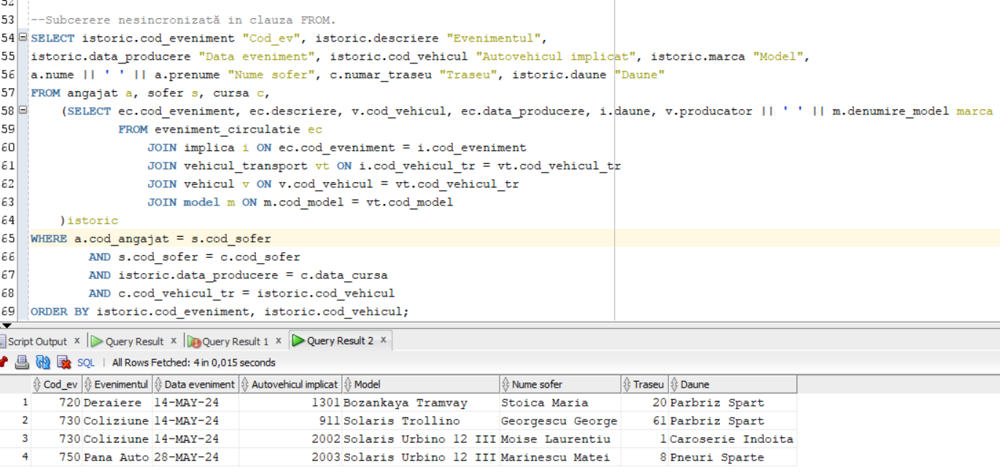 52
53 --Subcerere nesincronizată in clauza FROM.
54 SELECT istoric.cod_eveniment "Cod_ev", istoric.descriere "Evenimentul",
55 istoric.data_producere "Data eveniment", istoric.cod_vehicul "Autovehicul implicat", istoric.marca "Model",
56 a.nume || ' ' || a.prenume "Nume sofer", c.numar_traseu "Traseu", istoric.daune "Daune"
57 FROM angajat a, sofer s, cursa c,
58 (SELECT ec.cod_eveniment, ec.descriere, v.cod_vehicul, ec.data_producere, i.daune, v.producator || ' ' || m.denumire_model marca
59 FROM eveniment_circulatie ec
60 JOIN implica i ON ec.cod_eveniment = i.cod_eveniment
61 JOIN vehicul_transport vt ON i.cod_vehicul_tr = vt.cod_vehicul_tr
62 JOIN vehicul v ON v.cod_vehicul = vt.cod_vehicul_tr
63 JOIN model m ON m.cod_model = vt.cod_model
64 )istoric
65 WHERE a.cod_angajat = s.cod_sofer
66 AND s.cod_sofer = c.cod_sofer
67 AND istoric.data_producere = c.data_cursa
68 AND c.cod_vehicul_tr = istoric.cod_vehicul
69 ORDER BY istoric.cod_eveniment, istoric.cod_vehicul;
Script Output x Query Result x Query Result 1 x Query Result 2 x
SQL | All Rows Fetched: 4 in 0,015 seconds
Cod_ev Evenimentul Data eveniment Autovehicul implicat Model Nume sofer Traseu Daune
1 720 Deraiere 14-MAY-24 1301 Bozankaya Tramvay Stoica Maria 20 Parbriz Spart
2 730 Coliziune 14-MAY-24 911 Solaris Trollino Georgescu George 61 Parbriz Spart
3 730 Coliziune 14-MAY-24 2002 Solaris Urbino 12 III Moise Laurentiu 1 Caroserie Indoita
4 750 Pana Auto 28-MAY-24 2003 Solaris Urbino 12 III Marinescu Matei 8 Pneuri Sparte